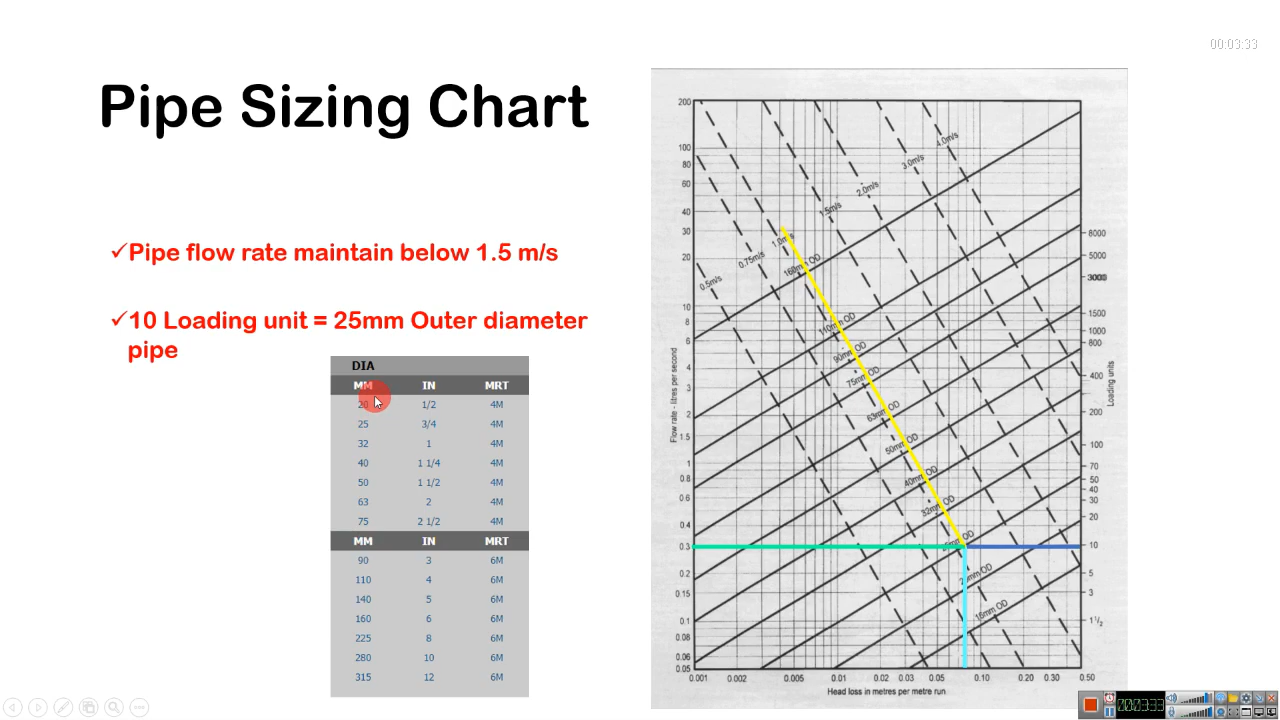 00:03:33
Pipe Sizing Chart
✓Pipe flow rate maintain below 1.5 m/s
✓10 Loading unit = 25mm Outer diameter
pipe
DIA
MM IN MRT
20 1/2 4M
25 3/4 4M
32 1 4M
40 1 1/4 4M
50 1 1/2 4M
63 2 4M
75 2 1/2 4M
MM IN MRT
90 3 6M
110 4 6M
140 5 6M
160 6 6M
225 8 6M
280 10 6M
315 12 6M
Flow rate - litres per second
200
100
80
60
40
30
20
10
8
6
4
3
2
1.5
1
0.8
0.6
0.4
0.3
0.2
0.15
0.1
0.08
0.06
0.05
0.5m/s
0.75m/s
1.0m/s
1.5m/s
2.0m/s
3.0m/s
4.0m/s
160mm OD
110mm OD
90mm OD
75mm OD
63mm OD
50mm OD
40mm OD
32mm OD
OD
OD
16mm OD
8000
5000
3000
1500
1000
800
400
200
100
70
50
40
30
20
10
5
3
1 1/2
Loading units
0.001 0.002 0.005 0.01 0.02 0.03 0.05 0.10 0.20 0.30 0.50
Head loss in metres per metre run
00:03:33